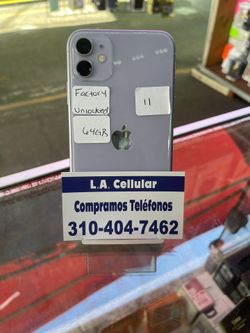 Factory
Unlocked
64GB
11
L.A. Cellular
Compramos Teléfonos
310-404-7462